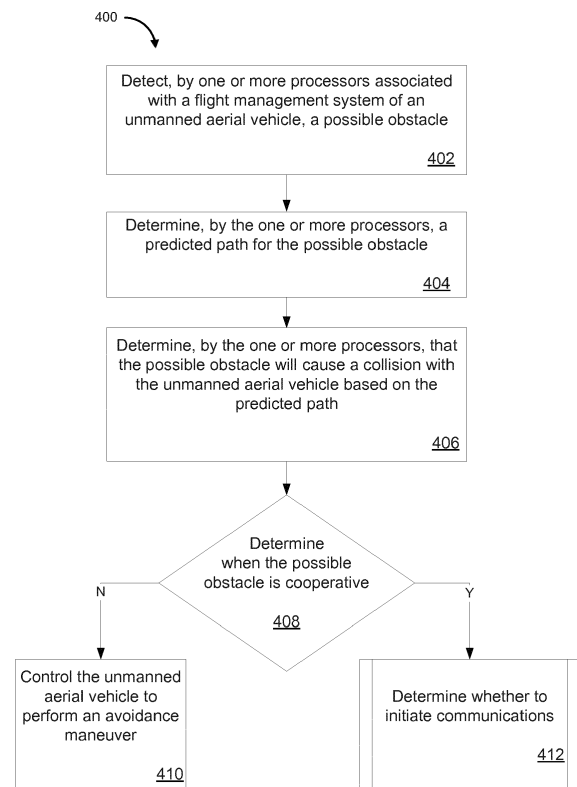 400
Detect, by one or more processors associated
with a flight management system of an
unmanned aerial vehicle, a possible obstacle
402
Determine, by the one or more processors, a
predicted path for the possible obstacle
404
Determine, by the one or more processors, that
the possible obstacle will cause a collision with
the unmanned aerial vehicle based on the
predicted path
406
Determine
when the possible
obstacle is cooperative
408
N
Y
Control the unmanned
aerial vehicle to
perform an avoidance
maneuver
410
Determine whether to
initiate communications
412